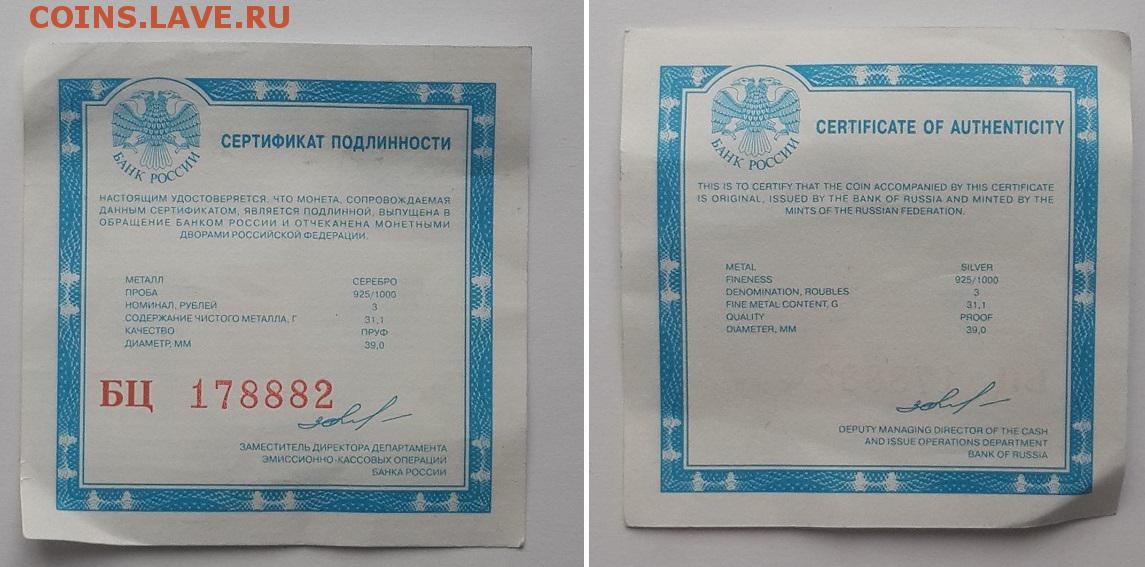 COINS.LAVE.RU
БАНК РОССИИ
СЕРТИФИКАТ ПОДЛИННОСТИ
НАСТОЯЩИМ УДОСТОВЕРЯЕТСЯ, ЧТО МОНЕТА, СОПРОВОЖДАЕМАЯ
ДАННЫМ СЕРТИФИКАТОМ, ЯВЛЯЕТСЯ ПОДЛИННОЙ, ВЫПУЩЕНА В
ОБРАЩЕНИЕ БАНКОМ РОССИИ И ОТЧЕКАНЕНА МОНЕТНЫМИ
ДВОРАМИ РОССИЙСКОЙ ФЕДЕРАЦИИ.
МЕТАЛЛ СЕРЕБРО
ПРОБА 925/1000
НОМИНАЛ, РУБЛЕЙ 3
СОДЕРЖАНИЕ ЧИСТОГО МЕТАЛЛА, Г 31,1
КАЧЕСТВО ПРУФ
ДИАМЕТР, ММ 39,0
БЦ 178882
ЗАМЕСТИТЕЛЬ ДИРЕКТОРА ДЕПАРТАМЕНТА
ЭМИССИОННО-КАССОВЫХ ОПЕРАЦИЙ
БАНКА РОССИИ
БАНК РОССИИ
CERTIFICATE OF AUTHENTICITY
THIS IS TO CERTIFY THAT THE COIN ACCOMPANIED BY THIS CERTIFICATE
IS ORIGINAL, ISSUED BY THE BANK OF RUSSIA AND MINTED BY THE
MINTS OF THE RUSSIAN FEDERATION.
METAL SILVER
FINENESS 925/1000
DENOMINATION, ROUBLES 3
FINE METAL CONTENT, G 31,1
QUALITY PROOF
DIAMETER, MM 39,0
DEPUTY MANAGING DIRECTOR OF THE CASH
AND ISSUE OPERATIONS DEPARTMENT
BANK OF RUSSIA